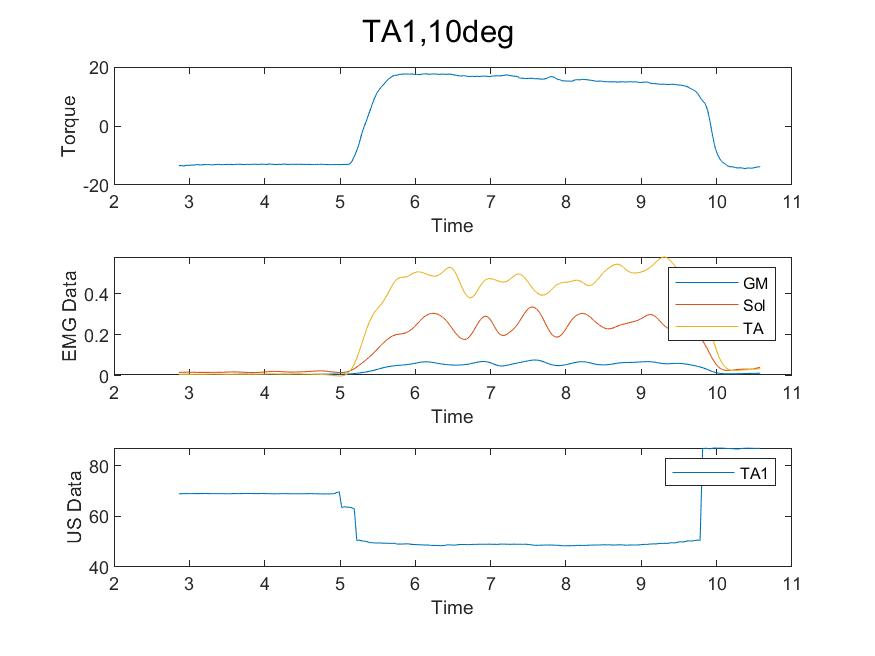 TA1,10deg
20
0
-20
Torque
2 3 4 5 6 7 8 9 10 11
Time
0.4
0.2
0
EMG Data
GM
Sol
TA
2 3 4 5 6 7 8 9 10 11
Time
80
60
40
US Data
TA1
2 3 4 5 6 7 8 9 10 11
Time